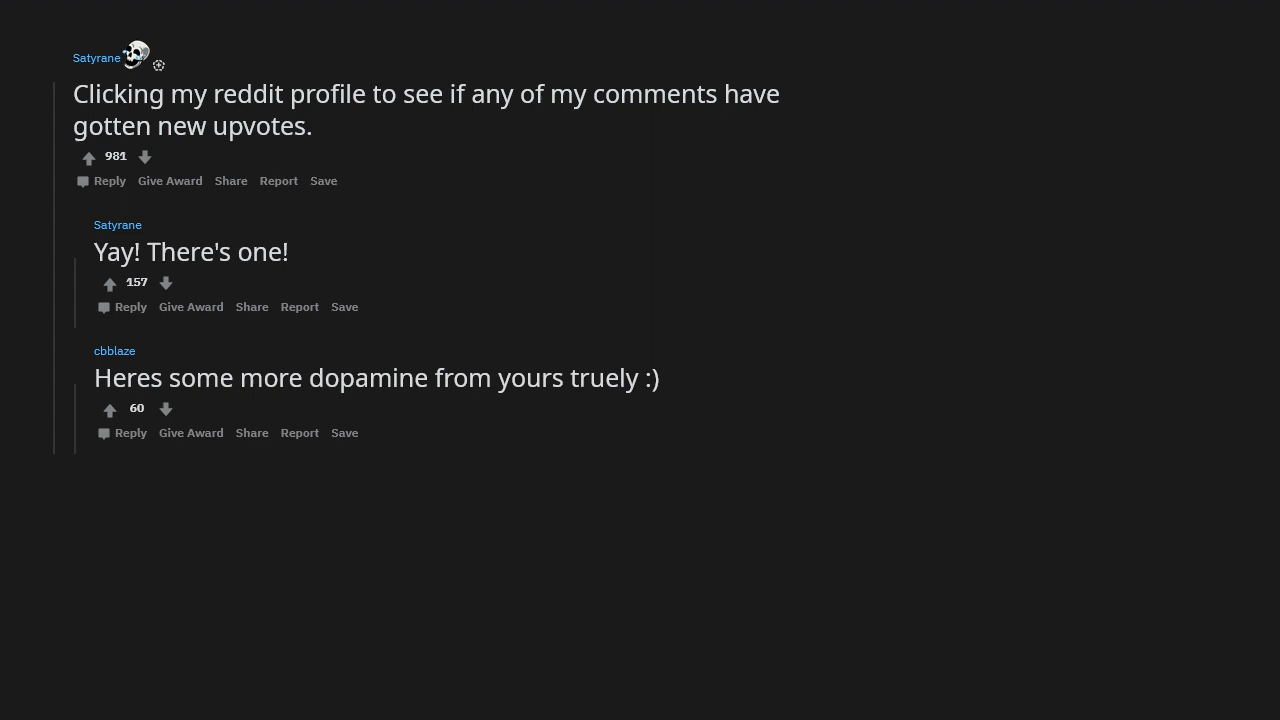 Satyrane
Clicking my reddit profile to see if any of my comments have
gotten new upvotes.
981
Reply Give Award Share Report Save
Satyrane
Yay! There's one!
157
Reply Give Award Share Report Save
cbblaze
Heres some more dopamine from yours truely :)
60
Reply Give Award Share Report Save